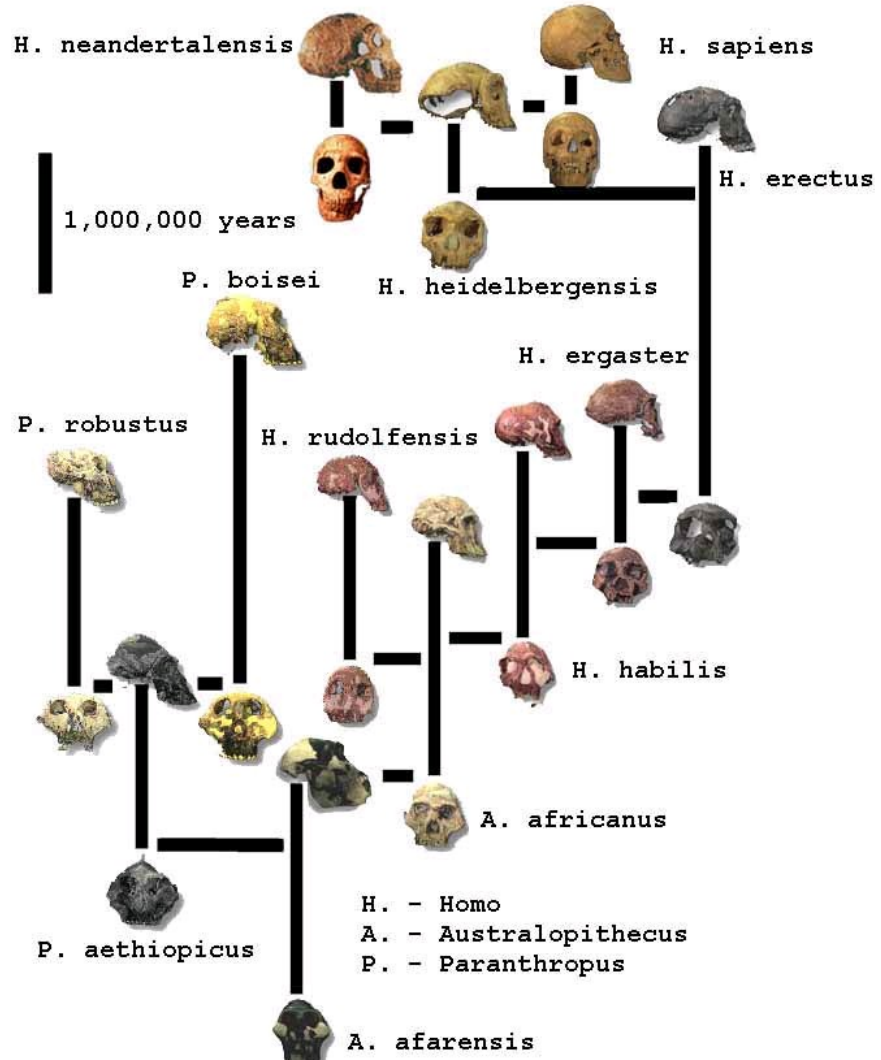 H. neandertalensis
H. sapiens
H. erectus
1,000,000 years
P. boisei
H. heidelbergensis
H. ergaster
P. robustus
H. rudolfensis
H. habilis
A. africanus
H. - Homo
A. - Australopithecus
P. - Paranthropus
P. aethiopicus
A. afarensis